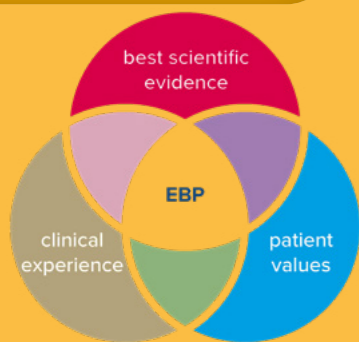 best scientific
evidence
EBP
clinical
experience
patient
values